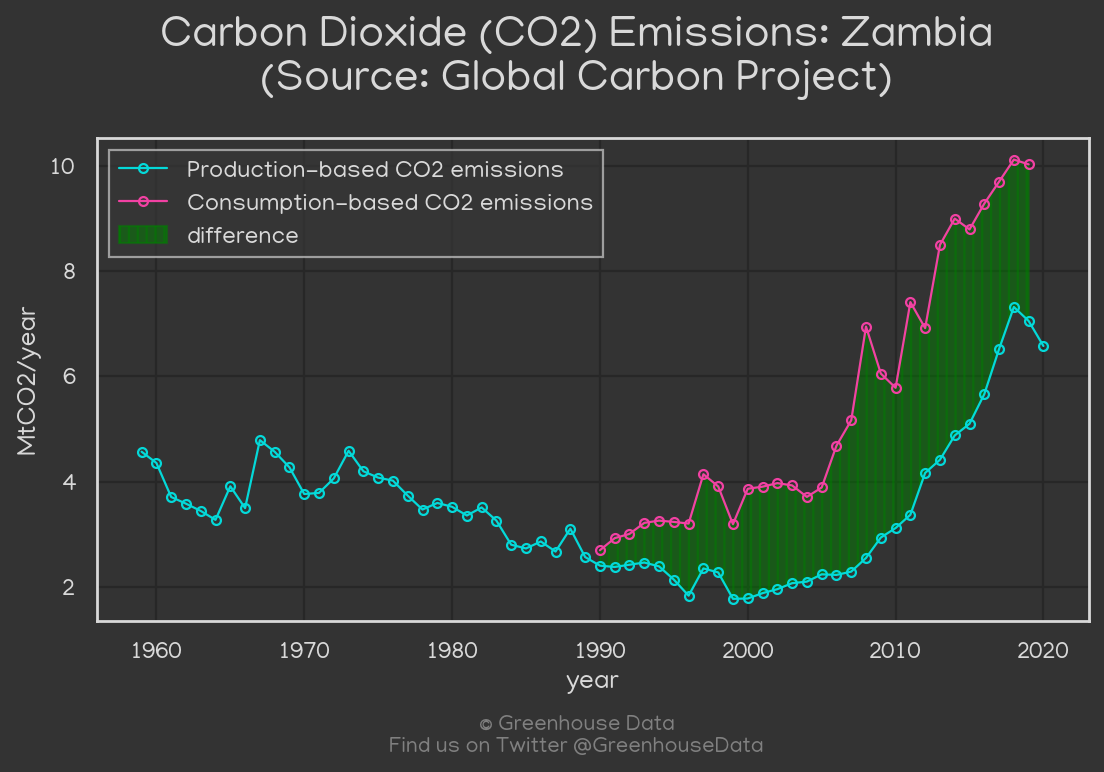 Carbon Dioxide (CO2) Emissions: Zambia
(Source: Global Carbon Project)
Production-based CO2 emissions
Consumption-based CO2 emissions
difference
10
8
6
4
2
MtCO2/year
1960 1970 1980 1990 2000 2010 2020
year
© Greenhouse Data
Find us on Twitter @GreenhouseData